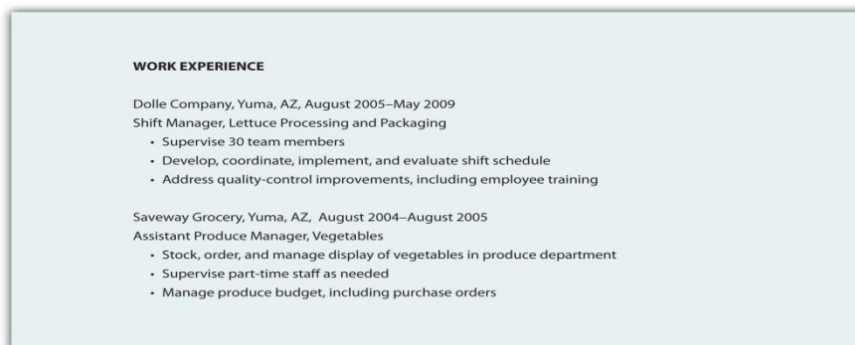 WORK EXPERIENCE
Dolle Company, Yuma, AZ, August 2005–May 2009
Shift Manager, Lettuce Processing and Packaging
• Supervise 30 team members
• Develop, coordinate, implement, and evaluate shift schedule
• Address quality-control improvements, including employee training
Saveway Grocery, Yuma, AZ, August 2004–August 2005
Assistant Produce Manager, Vegetables
• Stock, order, and manage display of vegetables in produce department
• Supervise part-time staff as needed
• Manage produce budget, including purchase orders